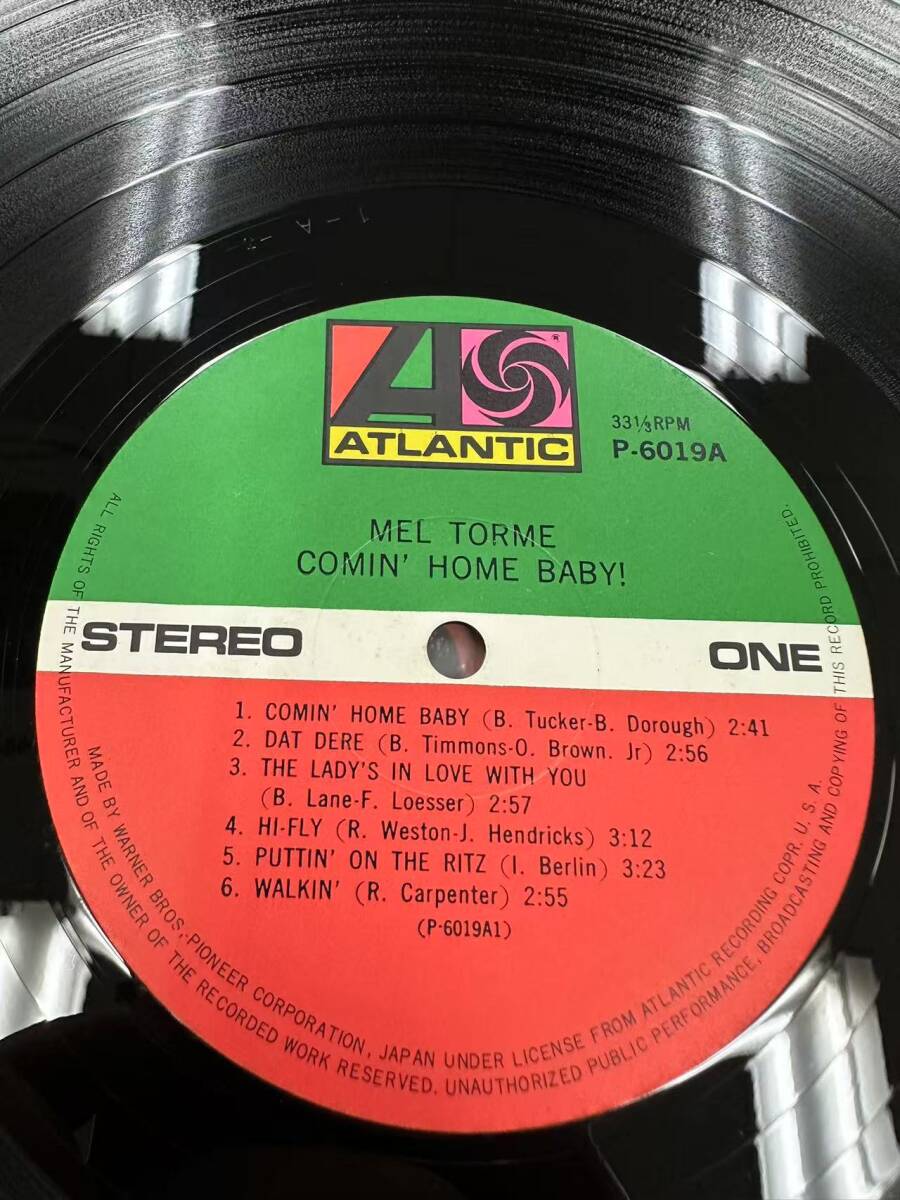 1-A-2
ATLANTIC
®
33⅓RPM
P-6019A
MEL TORME
COMIN' HOME BABY!
STEREO
ONE
1. COMIN' HOME BABY (B. Tucker-B. Dorough) 2:41
2. DAT DERE (B. Timmons-O. Brown. Jr) 2:56
3. THE LADY'S IN LOVE WITH YOU
(B. Lane-F. Loesser) 2:57
4. HI-FLY (R. Weston-J. Hendricks) 3:12
5. PUTTIN' ON THE RITZ (I. Berlin) 3:23
6. WALKIN' (R. Carpenter) 2:55
(P-6019A1)
MADE BY WARNER BROS.-PIONEER CORPORATION, JAPAN UNDER LICENSE FROM ATLANTIC RECORDING COPR. U. S. A.
ALL RIGHTS OF THE MANUFACTURER AND OF THE OWNER OF THE RECORDED WORK RESERVED. UNAUTHORIZED PUBLIC PERFORMANCE. BROADCASTING AND COPYING OF THIS RECORD PROHIBITED.